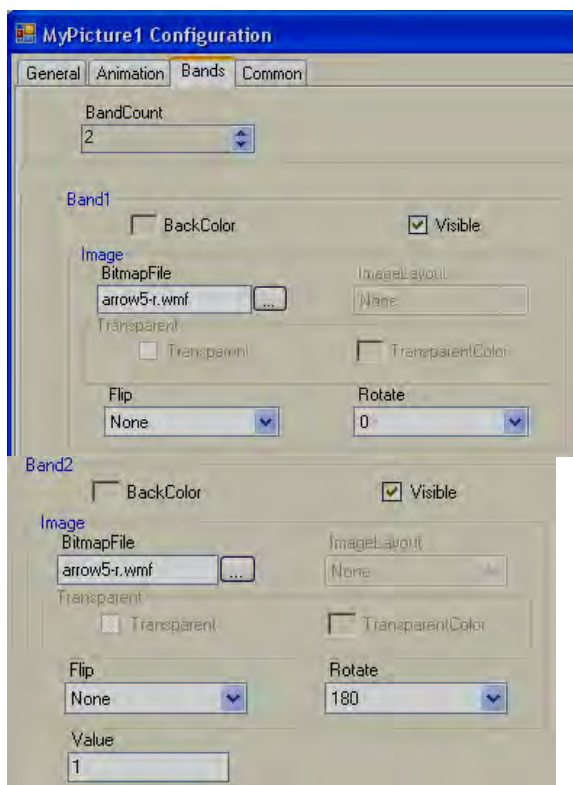 MyPicture1 Configuration
General Animation Bands Common
BandCount
2
Band1
BackColor Visible
Image
BitmapFile ImageLayout
arrow5-r.wmf ... None
Transparent
Transparent TransparentColor
Flip Rotate
None 0
Band2
BackColor Visible
Image
BitmapFile ImageLayout
arrow5-r.wmf ... None
Transparent
Transparent TransparentColor
Flip Rotate
None 180
Value
1